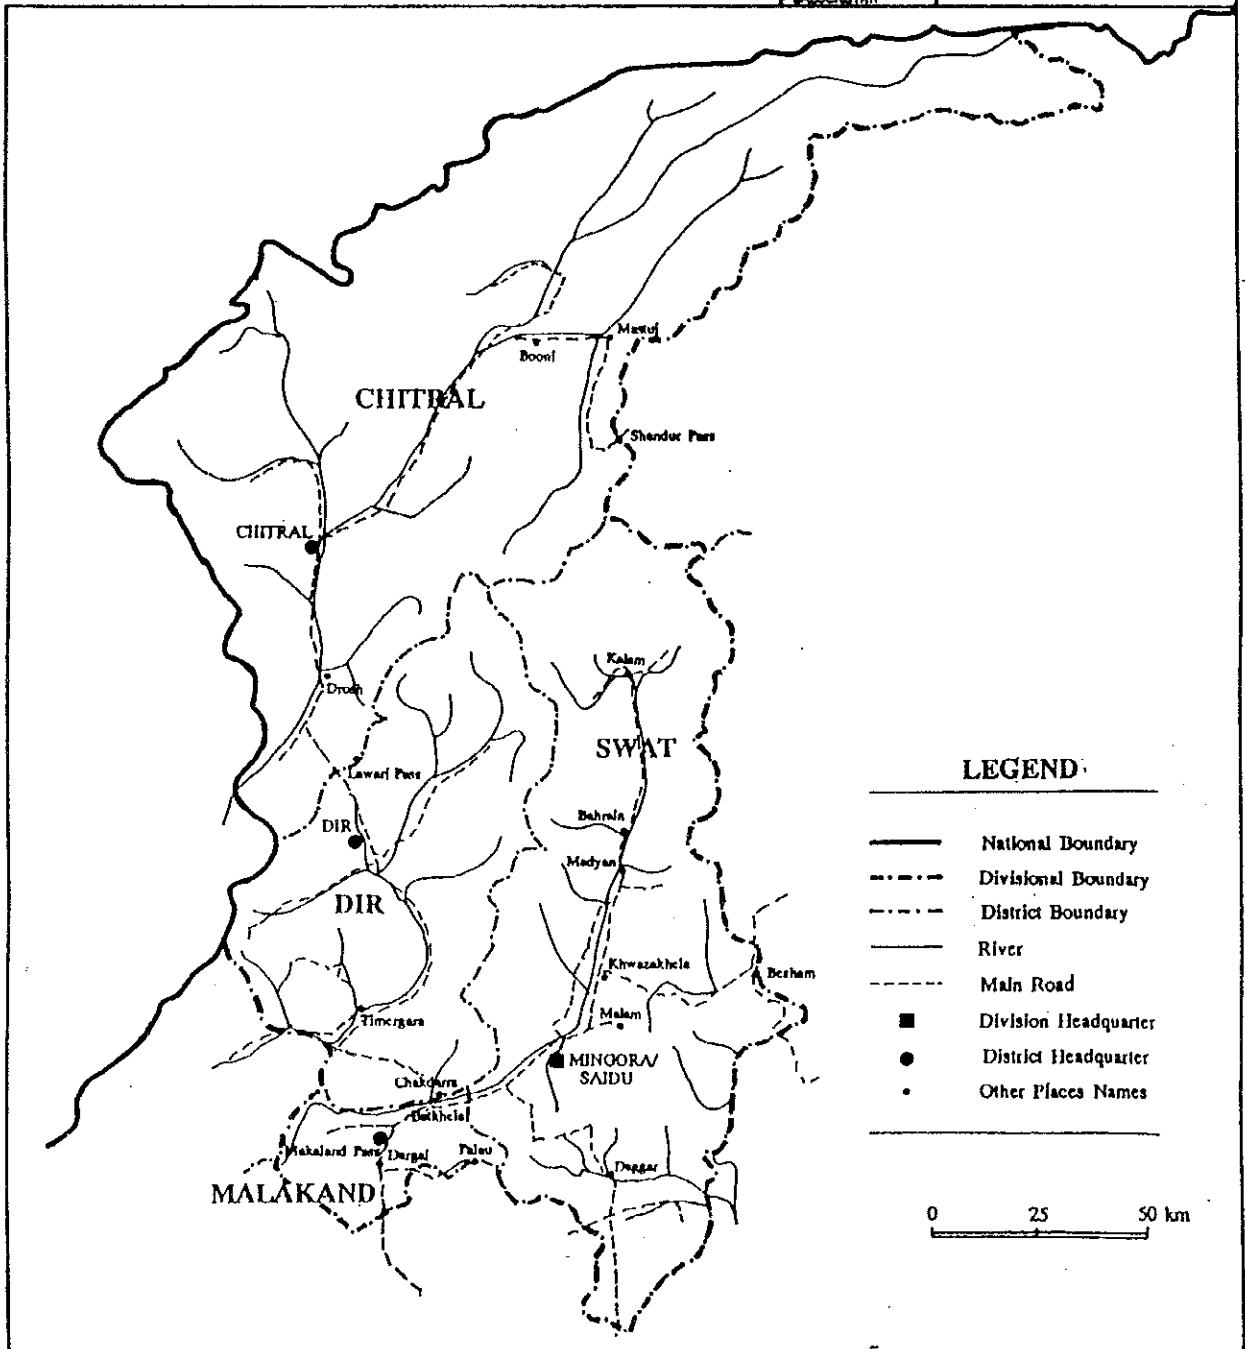 Mastuj
Booni
CHITRAL
Shandur Pass
CHITRAL
Kalam
Drosh
SWAT
LEGEND
Lawari Pass
Bahrain
DIR
National Boundary
Madyan
Divisional Boundary
DIR
District Boundary
River
Khwazakhela
Besham
Main Road
Malam
Timergara
Division Headquarter
MINGORA/
SAIDU
District Headquarter
Chakdarra
Other Places Names
Batkhela
Makaland Pass
Dargai
Palau
Daggar
MALAKAND
0 25 50 km